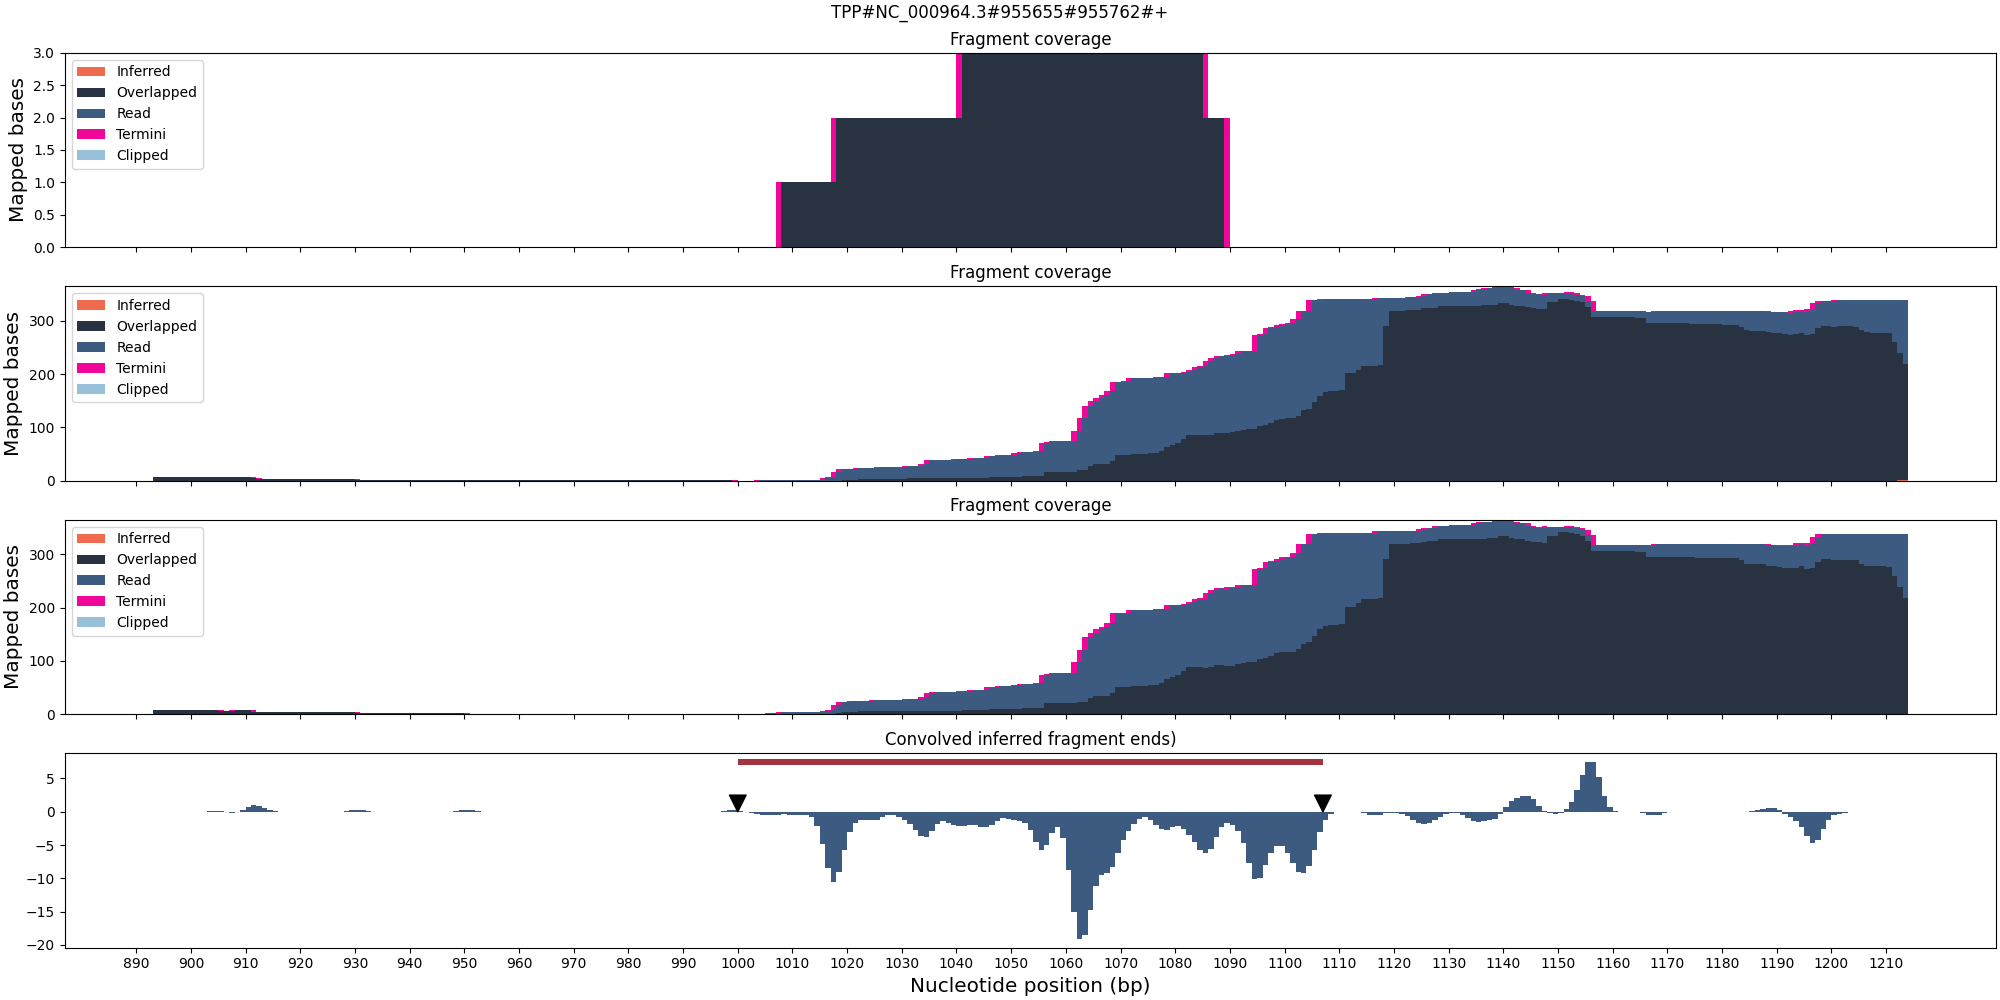 TPP#NC_000964.3#955655#955762#+
Fragment coverage
Mapped bases
3.0
2.5
2.0
1.5
1.0
0.5
0.0
Inferred
Overlapped
Read
Termini
Clipped
Fragment coverage
Mapped bases
300
200
100
0
Inferred
Overlapped
Read
Termini
Clipped
Fragment coverage
Mapped bases
300
200
100
0
Inferred
Overlapped
Read
Termini
Clipped
Convolved inferred fragment ends)
5
0
−5
−10
−15
−20
890 900 910 920 930 940 950 960 970 980 990 1000 1010 1020 1030 1040 1050 1060 1070 1080 1090 1100 1110 1120 1130 1140 1150 1160 1170 1180 1190 1200 1210
Nucleotide position (bp)